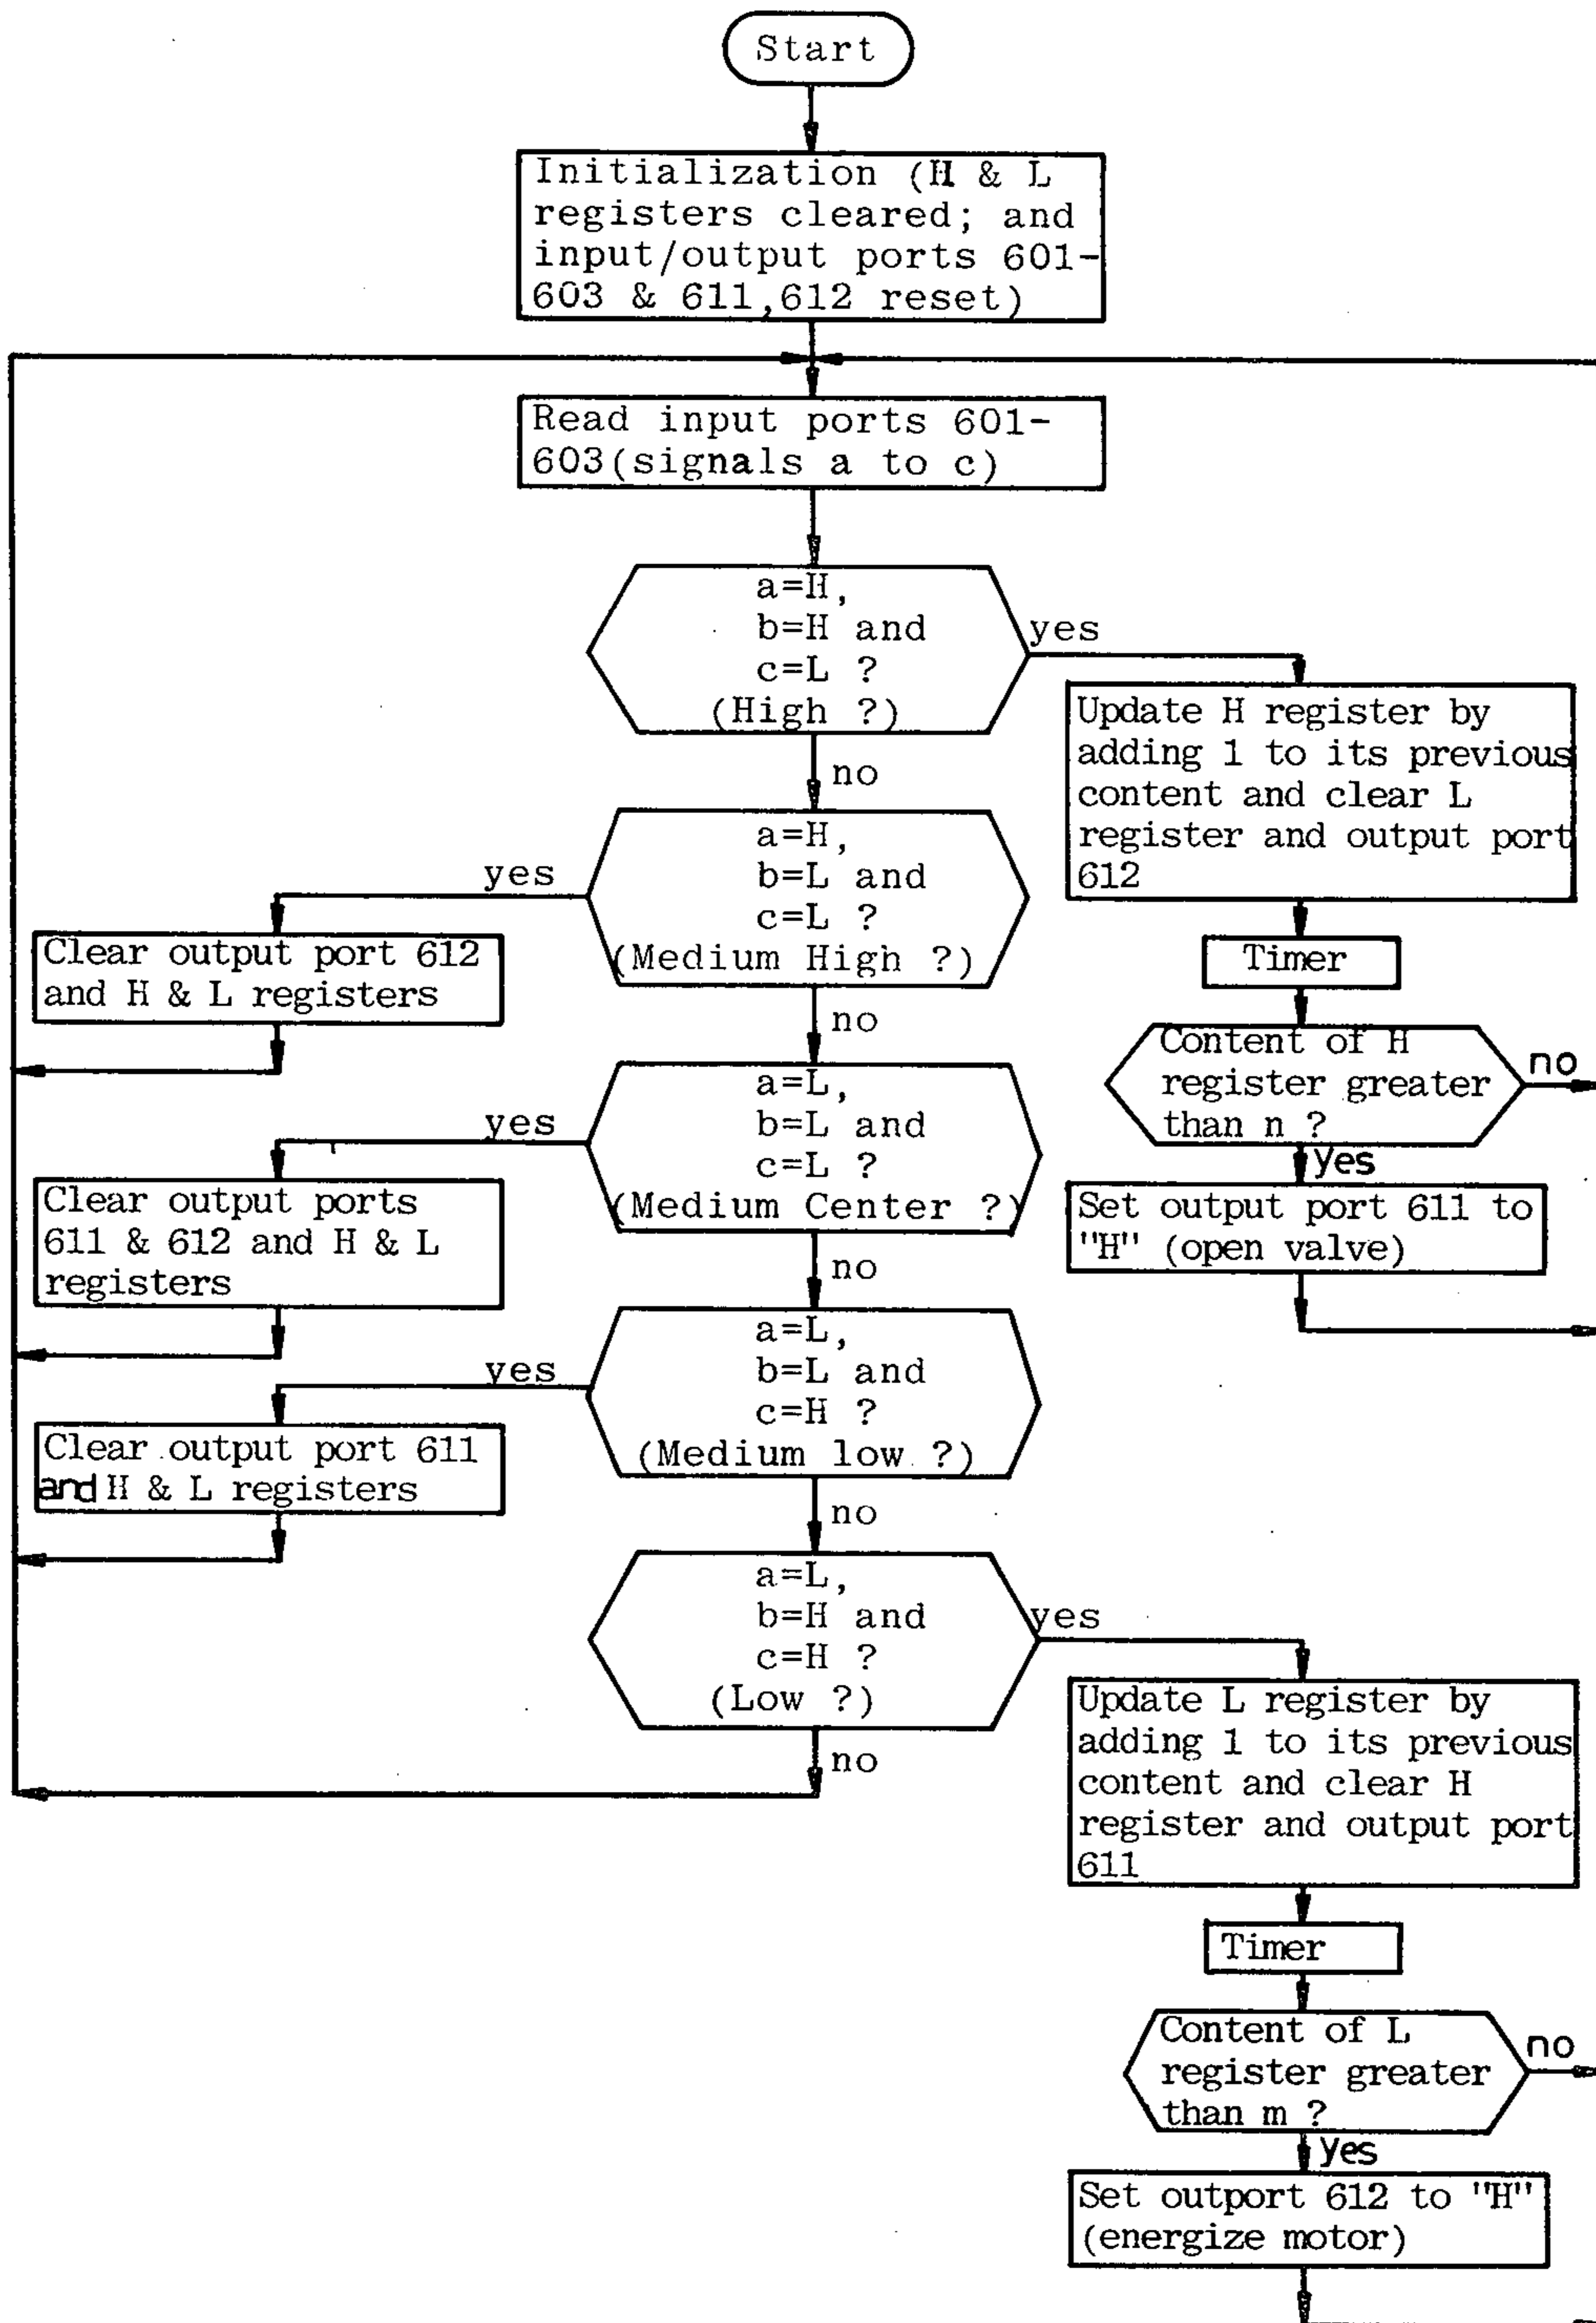 Start
Initialization (H & L
registers cleared; and
input/output ports 601-
603 & 611,612 reset)
Read input ports 601-
603(signals a to c)
a=H,
b=H and
c=L ?
(High ?)
yes
no
Update H register by
adding 1 to its previous
content and clear L
register and output port
612
Timer
Content of H
register greater
than n ?
no
yes
Set output port 611 to
"H" (open valve)
a=H,
b=L and
c=L ?
(Medium High ?)
yes
no
Clear output port 612
and H & L registers
a=L,
b=L and
c=L ?
(Medium Center ?)
yes
no
Clear output ports
611 & 612 and H & L
registers
a=L,
b=L and
c=H ?
(Medium low ?)
yes
no
Clear output port 611
and H & L registers
a=L,
b=H and
c=H ?
(Low ?)
yes
no
Update L register by
adding 1 to its previous
content and clear H
register and output port
611
Timer
Content of L
register greater
than m ?
no
yes
Set outport 612 to "H"
(energize motor)